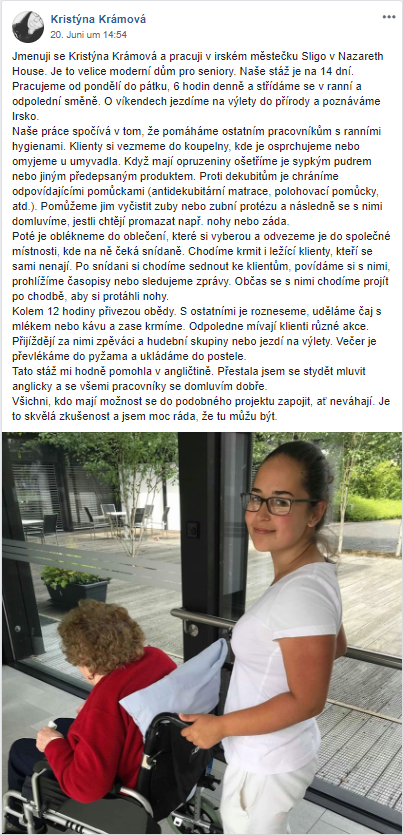 Kristýna Krámová
20. Juni um 14:54
Jmenuji se Kristýna Krámová a pracuji v irském městečku Sligo v Nazareth
House. Je to velice moderní dům pro seniory. Naše stáž je na 14 dní.
Pracujeme od pondělí do pátku, 6 hodin denně a střídáme se v ranní a
odpolední směně. O víkendech jezdíme na výlety do přírody a poznáváme
Irsko.
Naše práce spočívá v tom, že pomáháme ostatním pracovníkům s ranními
hygienami. Klienty si vezmeme do koupelny, kde je osprchujeme nebo
omyjeme u umyvadla. Když mají opruzeniny ošetříme je sypkým pudrem
nebo jiným předepsaným produktem. Proti dekubitům je chráníme
odpovídajícími pomůckami (antidekubitární matrace, polohovací pomůcky,
atd.). Pomůžeme jim vyčistit zuby nebo zubní protézu a následně se s nimi
domluvíme, jestli chtějí promazat např. nohy nebo záda.
Poté je oblékneme do oblečení, které si vyberou a odvezeme je do společné
místnosti, kde na ně čeká snídaně. Chodíme krmit i ležící klienty, kteří se
sami nenají. Po snídani si chodíme sednout ke klientům, povídáme si s nimi,
prohlížíme časopisy nebo sledujeme zprávy. Občas se s nimi chodíme projít
po chodbě, aby si protáhli nohy.
Kolem 12 hodiny přivezou obědy. S ostatními je rozneseme, uděláme čaj s
mlékem nebo kávu a zase krmíme. Odpoledne mívají klienti různé akce.
Přijíždějí za nimi zpěváci a hudební skupiny nebo jezdí na výlety. Večer je
převlékáme do pyžama a ukládáme do postele.
Tato stáž mi hodně pomohla v angličtině. Přestala jsem se stydět mluvit
anglicky a se všemi pracovníky se domluvím dobře.
Všichni, kdo mají možnost se do podobného projektu zapojit, ať neváhají. Je
to skvělá zkušenost a jsem moc ráda, že tu můžu být.